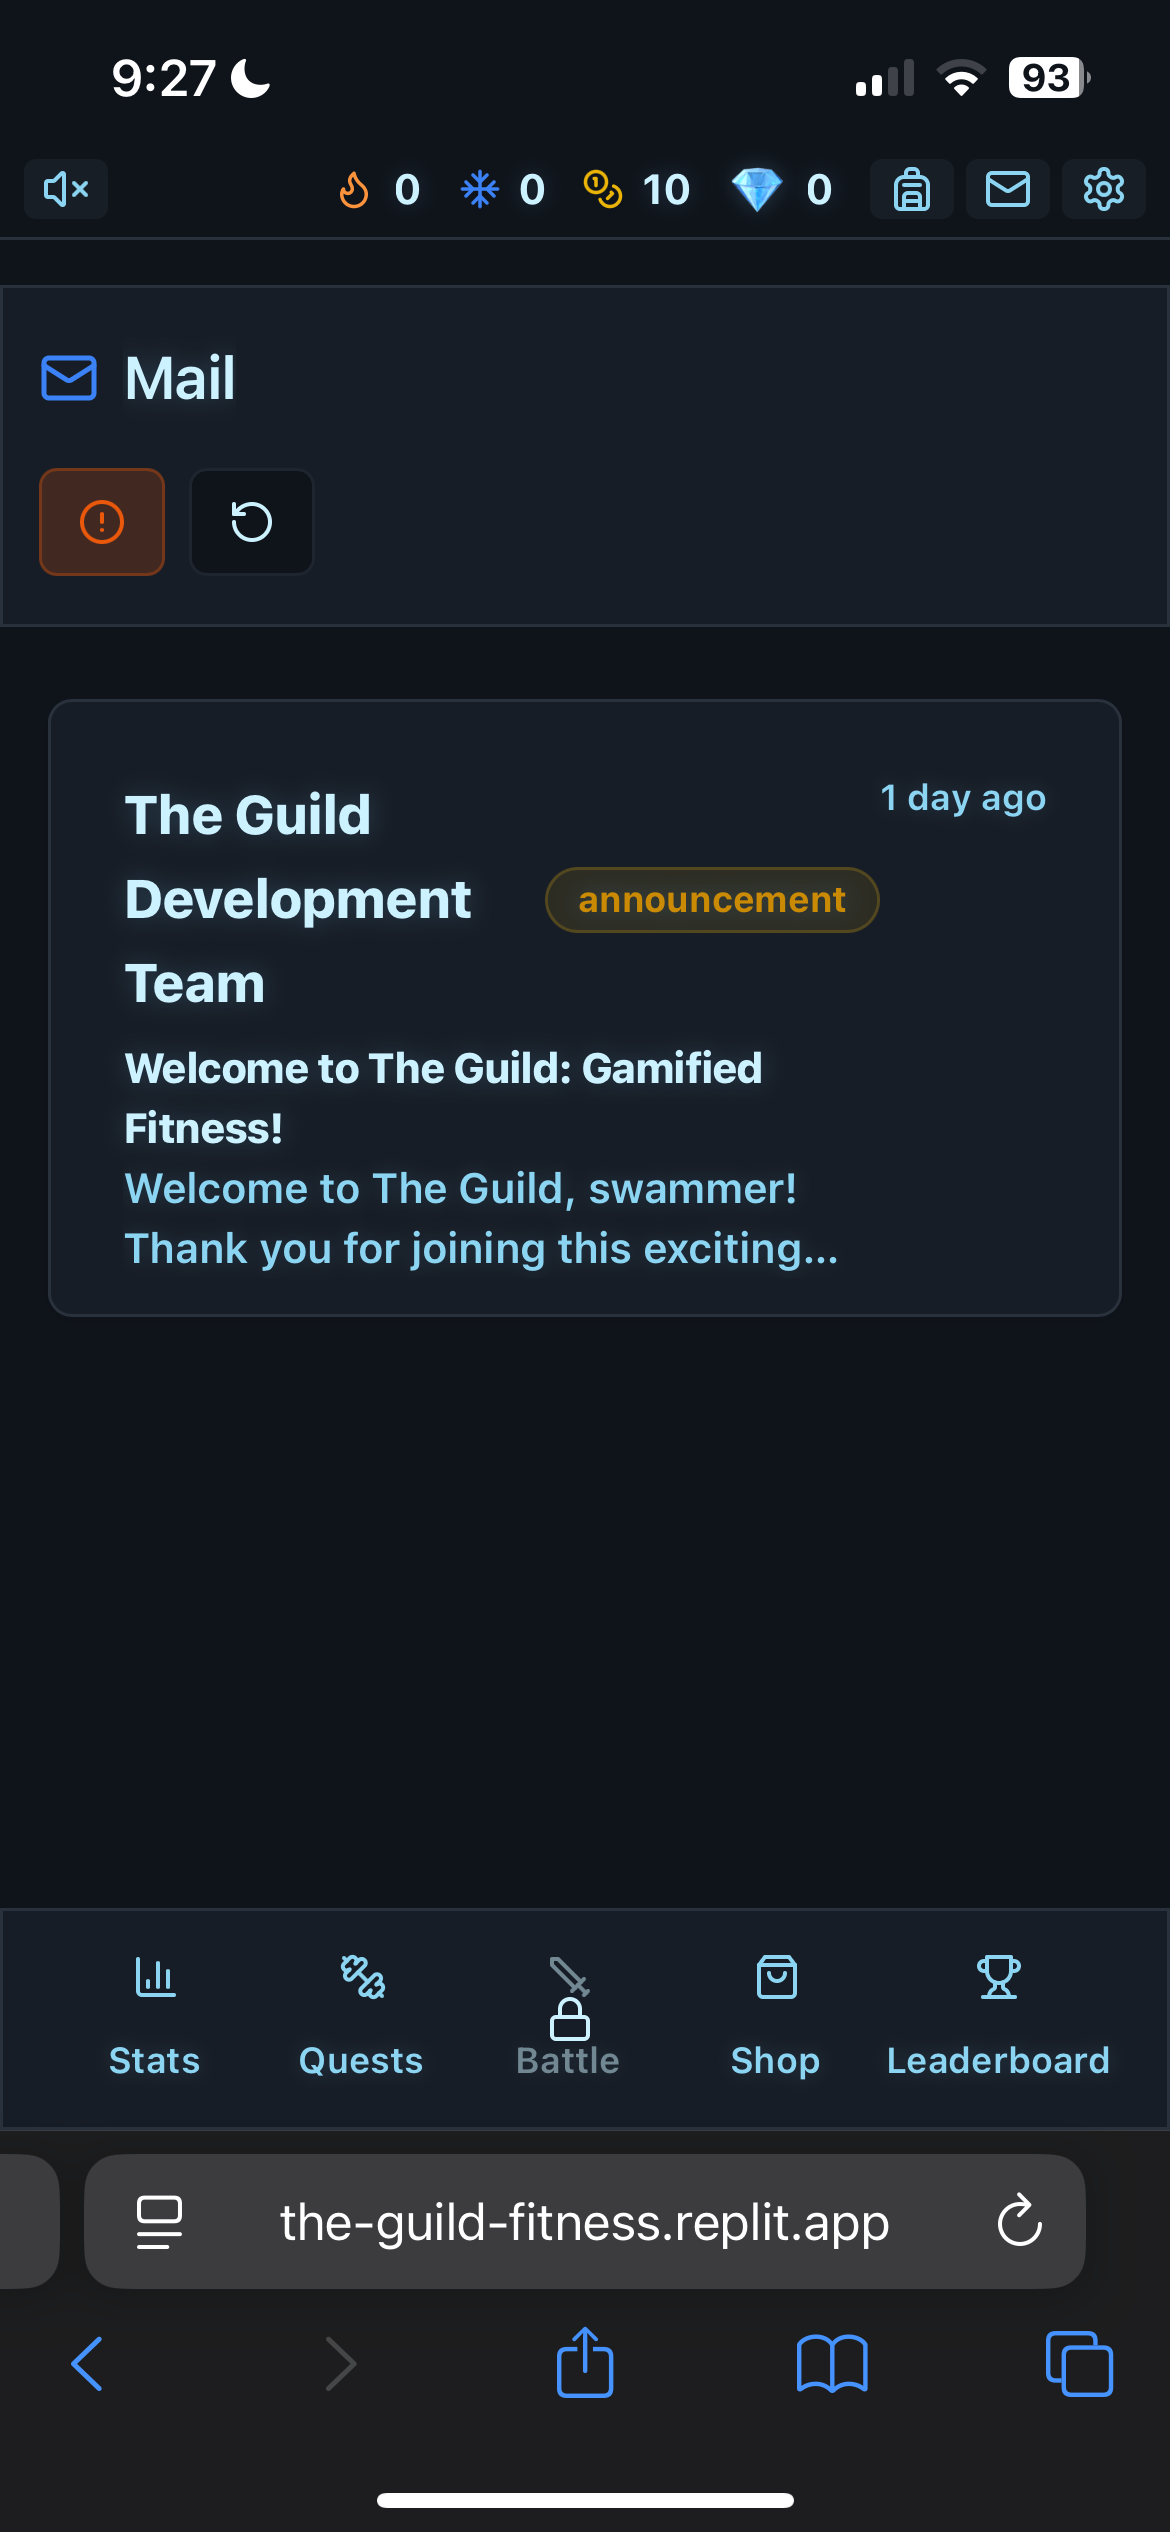 9:27
93
0
0
10
0
Mail
The Guild
Development
Team
announcement
1 day ago
Welcome to The Guild: Gamified
Fitness!
Welcome to The Guild, swammer!
Thank you for joining this exciting...
Stats
Quests
Battle
Shop
Leaderboard
the-guild-fitness.replit.app